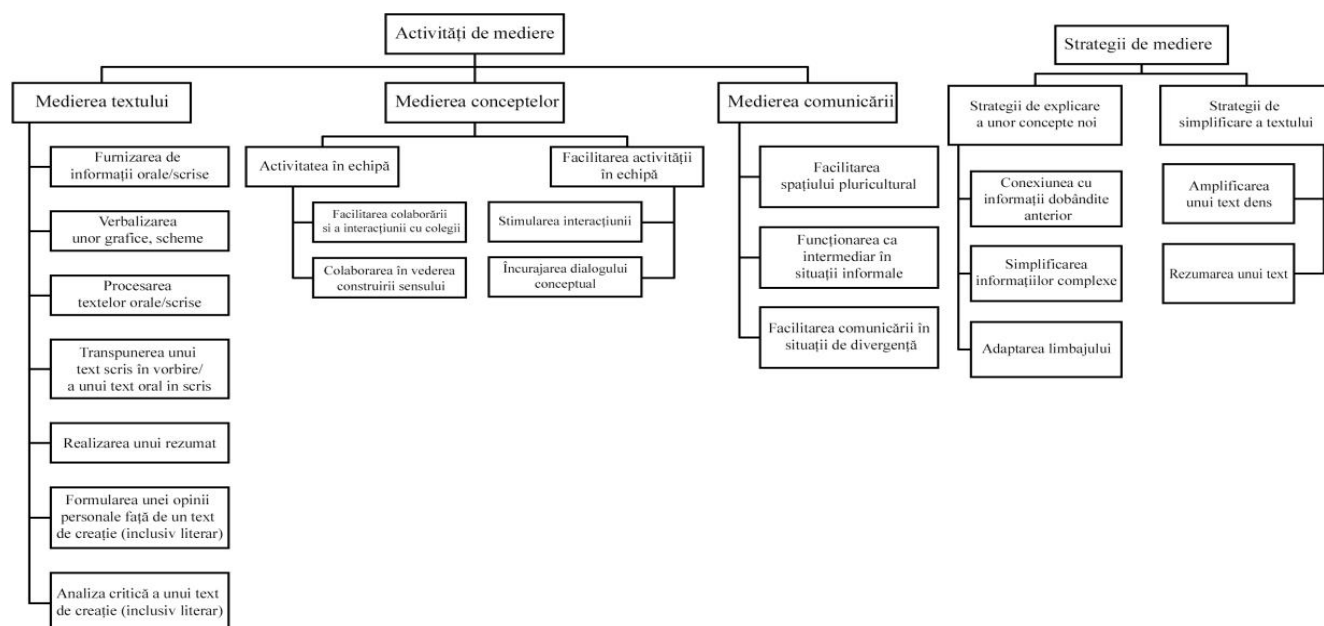 Activități de mediere
Medierea textului
Furnizarea de
informații orale/scrise
Verbalizarea
unor grafice, scheme
Procesarea
textelor orale/scrise
Transpunerea unui
text scris în vorbire/
a unui text oral in scris
Realizarea unui rezumat
Formularea unei opinii
personale față de un text
de creație (inclusiv literar)
Analiza critică a unui text
de creație (inclusiv literar)
Medierea conceptelor
Activitatea în echipă
Facilitarea colaborării
si a interacțiunii cu colegii
Colaborarea în vederea
construirii sensului
Facilitarea activității
în echipă
Stimularea interacțiunii
Încurajarea dialogului
conceptual
Medierea comunicării
Facilitarea
spațiului pluricultural
Funcționarea ca
intermediar în
situații informale
Facilitarea comunicării în
situații de divergență
Strategii de mediere
Strategii de explicare
a unor concepte noi
Conexiunea cu
informații dobândite
anterior
Simplificarea
informațiilor complexe
Adaptarea limbajului
Strategii de
simplificare a textului
Amplificarea
unui text dens
Rezumarea unui text